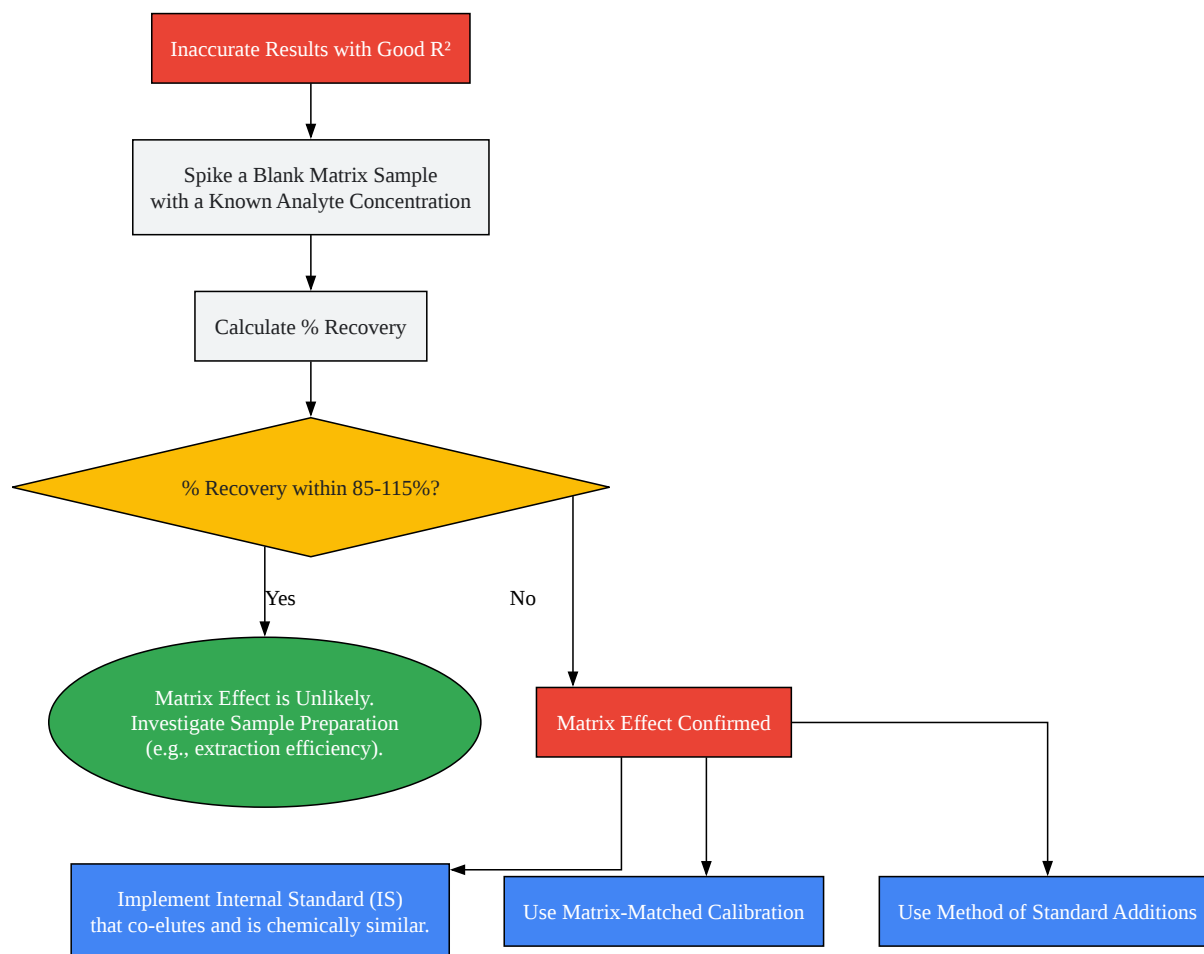 Inaccurate Results with Good R²
Spike a Blank Matrix Sample
with a Known Analyte Concentration
Calculate % Recovery
% Recovery within 85-115%?
Yes
No
Matrix Effect is Unlikely.
Investigate Sample Preparation
(e.g., extraction efficiency).
Matrix Effect Confirmed
Implement Internal Standard (IS)
that co-elutes and is chemically similar.
Use Matrix-Matched Calibration
Use Method of Standard Additions